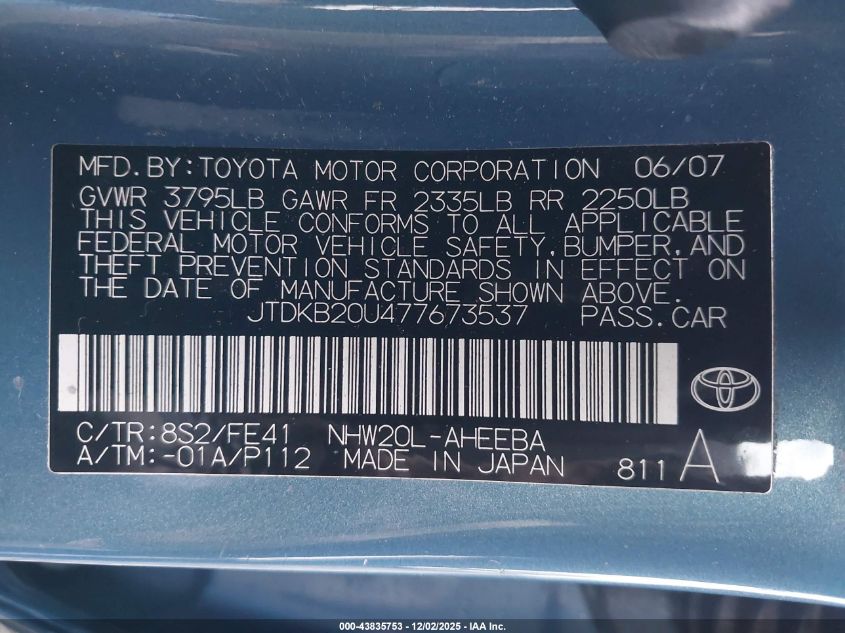 MFD.BY:TOYOTA MOTOR CORPORATION 06/07
GVWR 3795LB GAWR FR 2335LB RR 2250LB
THIS VEHICLE CONFORMS TO ALL APPLICABLE
FEDERAL MOTOR VEHICLE SAFETY,BUMPER,AND
THEFT PREVENTION STANDARDS IN EFFECT ON
THE DATE OF MANUFACTURE SHOWN ABOVE.
JTDKB20U477673537 PASS.CAR
C/TR:8S2/FE41 NHW20L-AHEEBA
A/TM:-01A/P112 MADE IN JAPAN 811 A
000-43835753 - 12/02/2025 - IAA Inc.